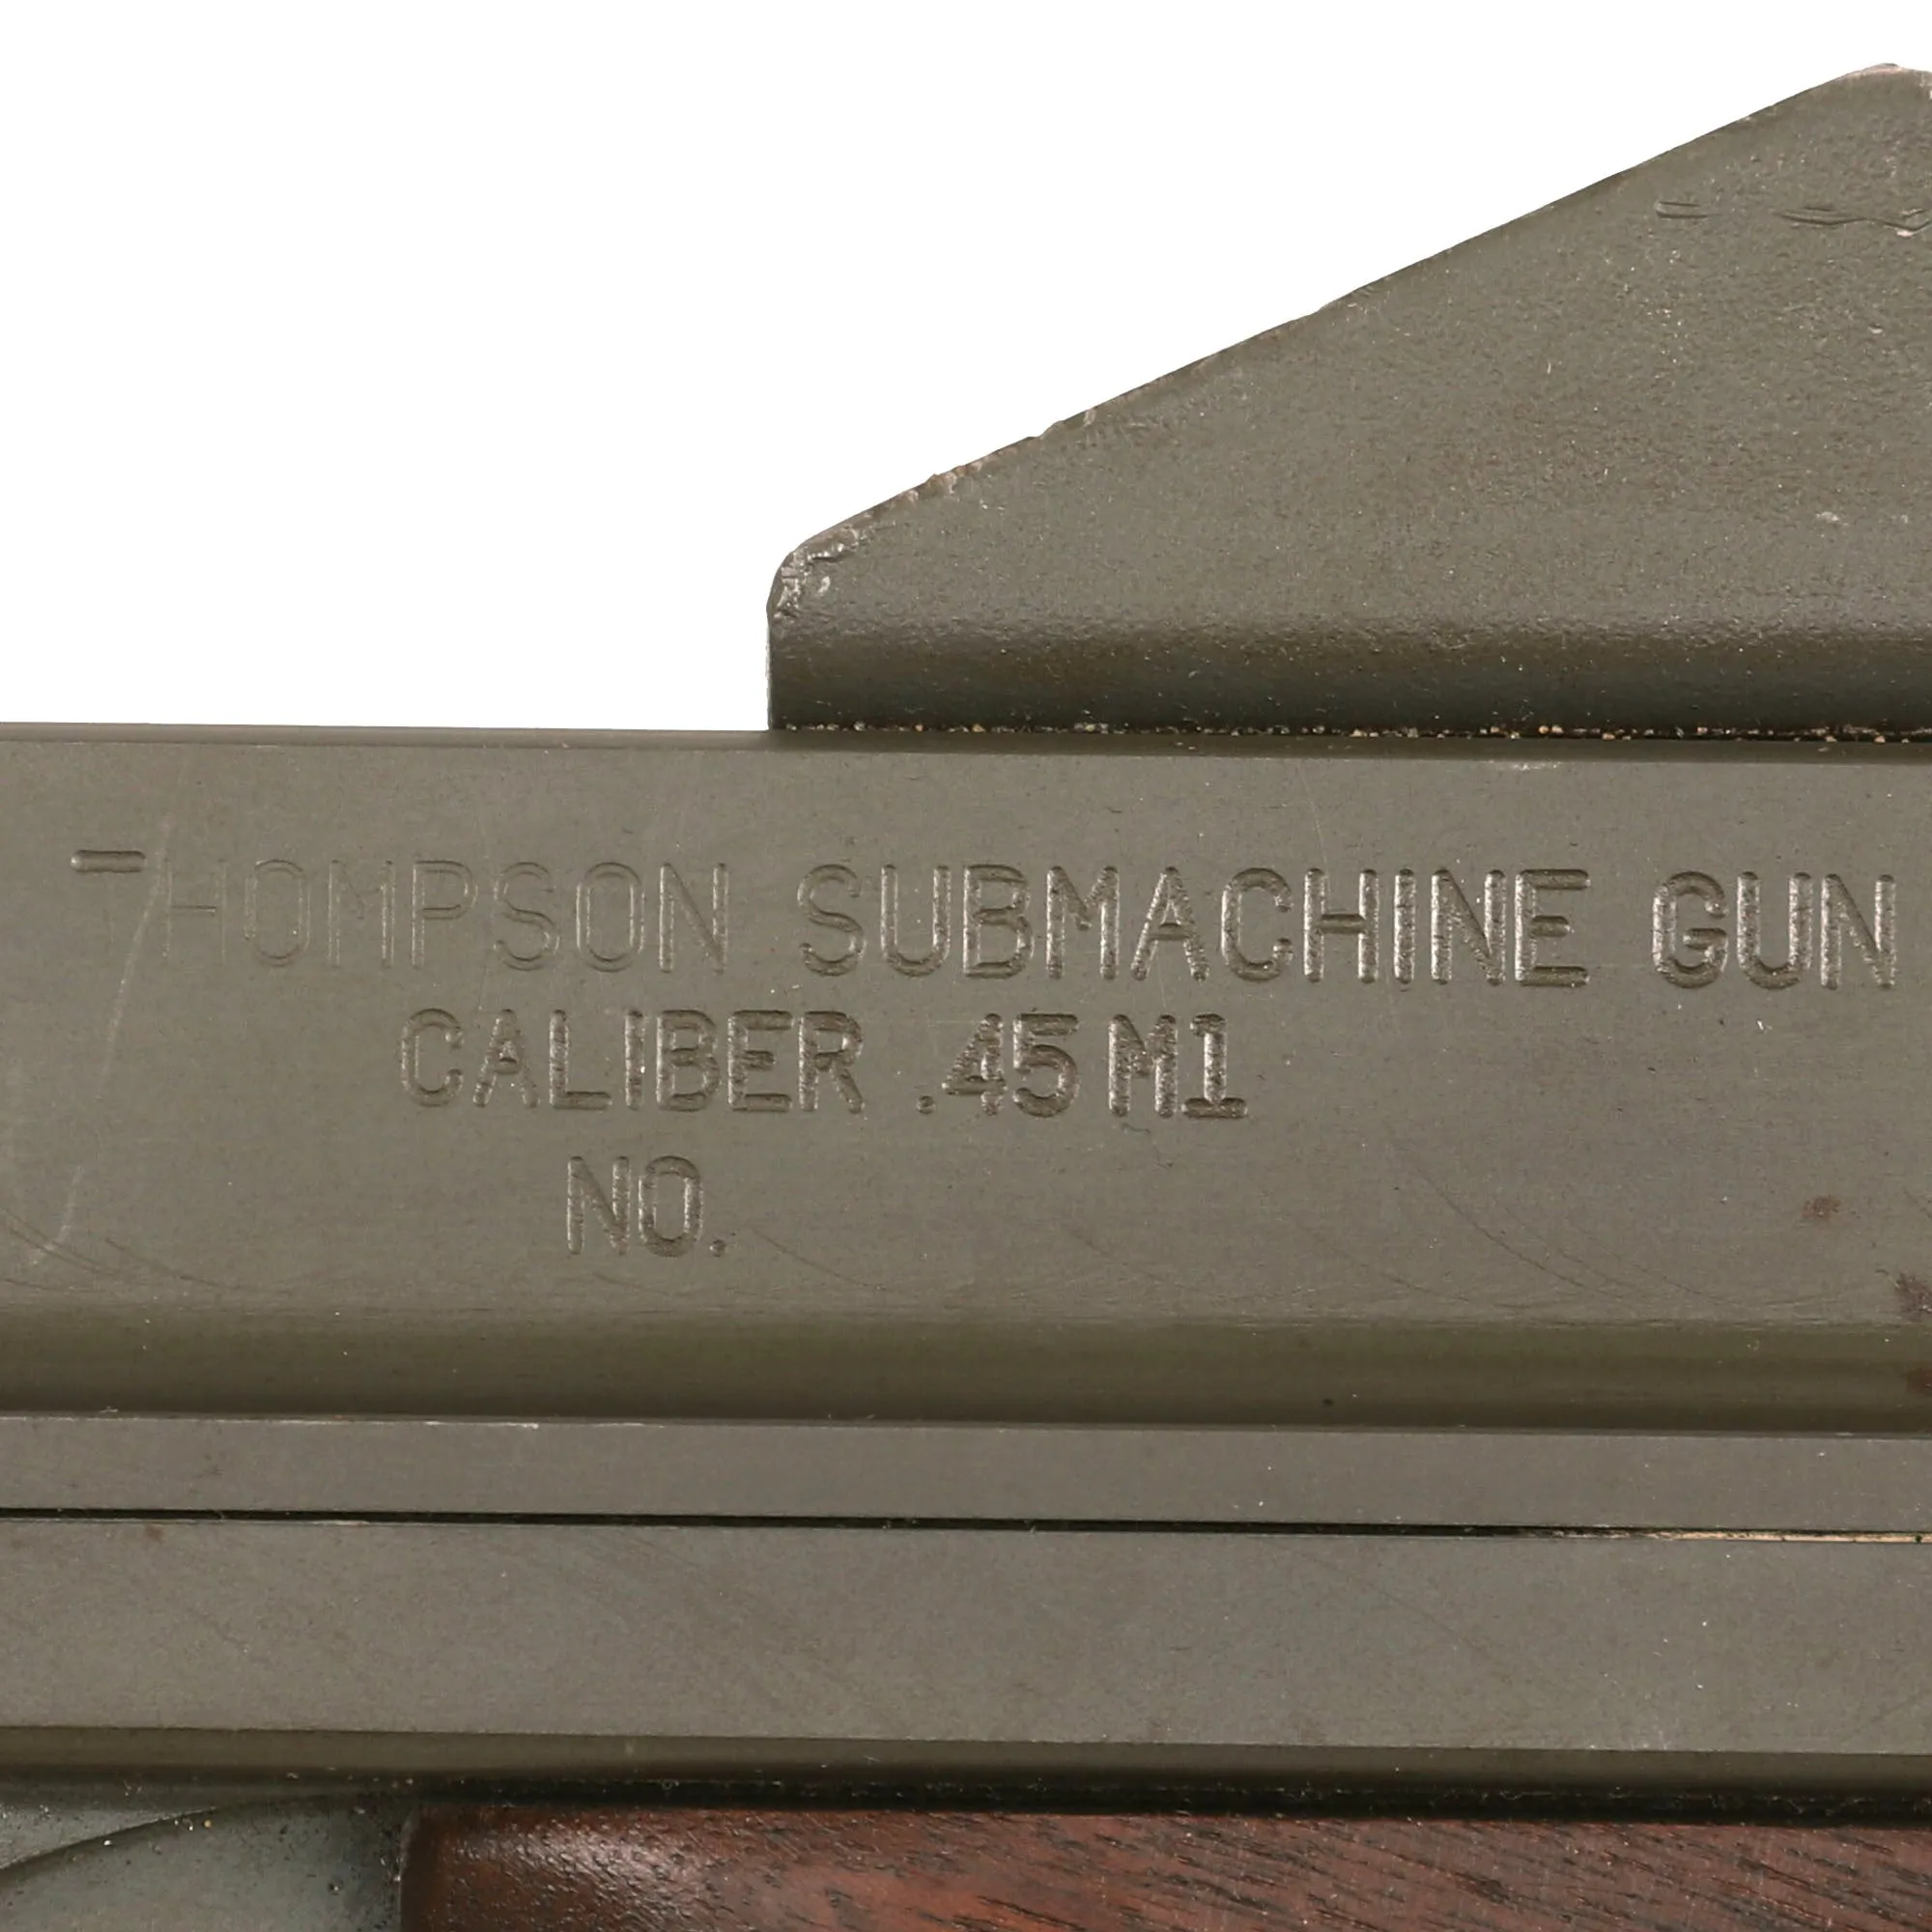 THOMPSON SUBMACHINE GUN
CALIBER .45 M1
NO.